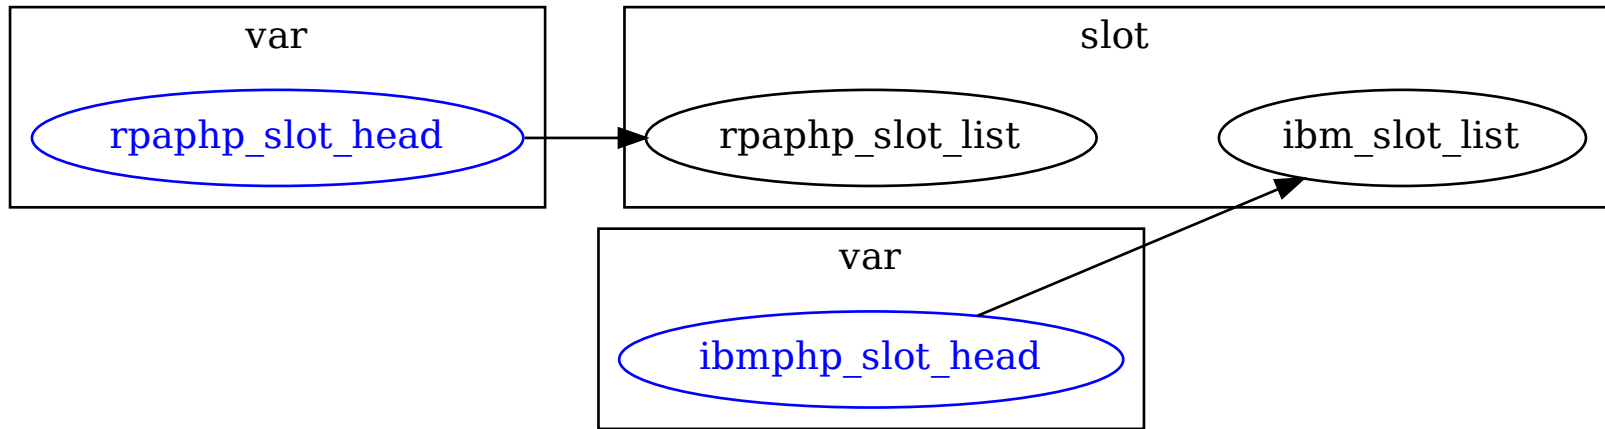 var
rpaphp_slot_head
slot
rpaphp_slot_list
ibm_slot_list
var
ibmphp_slot_head